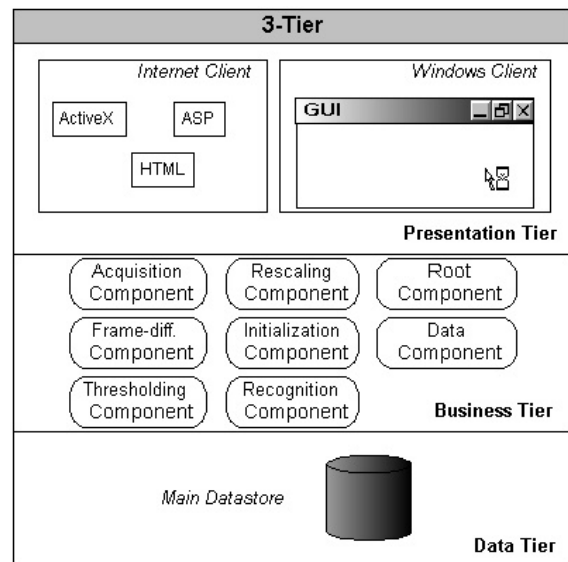 3-Tier
Internet Client
ActiveX
ASP
HTML
Windows Client
GUI
Presentation Tier
Acquisition
Component
Rescaling
Component
Root
Component
Frame-diff.
Component
Initialization
Component
Data
Component
Thresholding
Component
Recognition
Component
Business Tier
Main Datastore
Data Tier